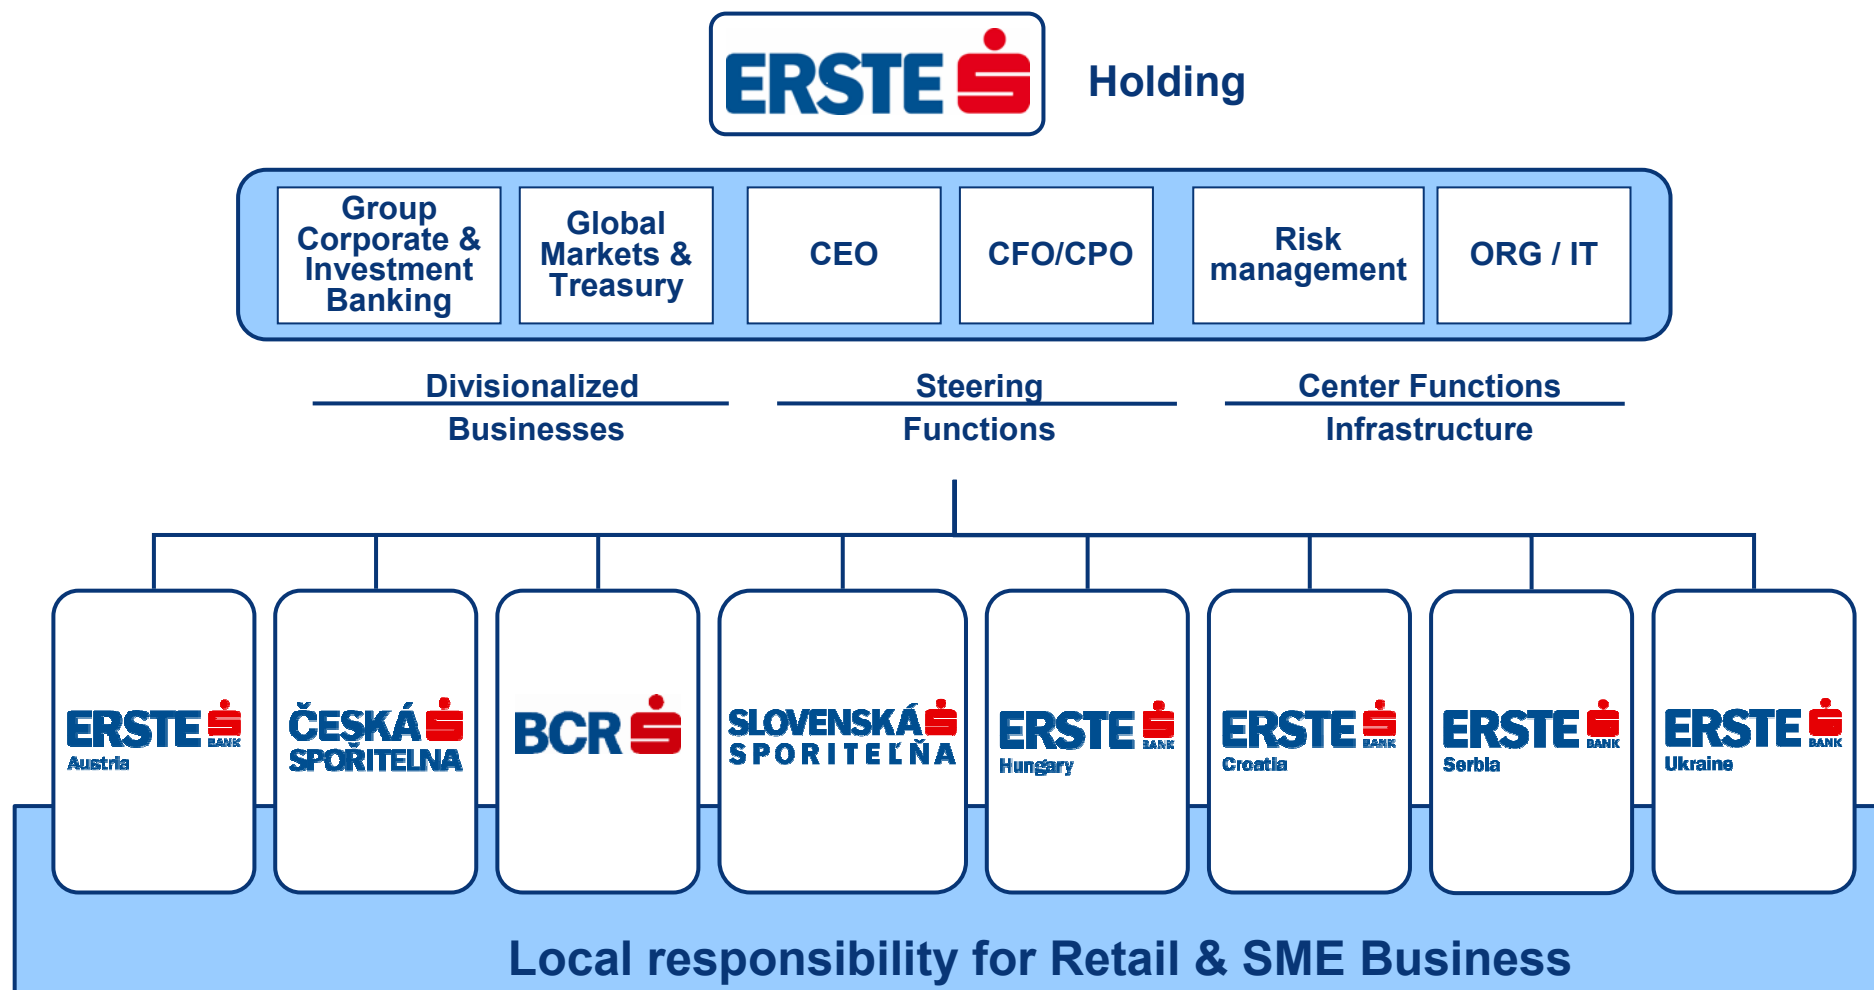 ERSTE
Holding
Group
Corporate &
Investment
Banking
Global
Markets &
Treasury
CEO
CFO/CPO
Risk
management
ORG / IT
Divisionalized
Businesses
Steering
Functions
Center Functions
Infrastructure
ERSTE
BANK
Austria
ČESKÁ
SPOŘITELNA
BCR
SLOVENSKÁ
SPORITEĽŇA
ERSTE
BANK
Hungary
ERSTE
BANK
Croatia
ERSTE
BANK
Serbia
ERSTE
BANK
Ukraine
Local responsibility for Retail & SME Business